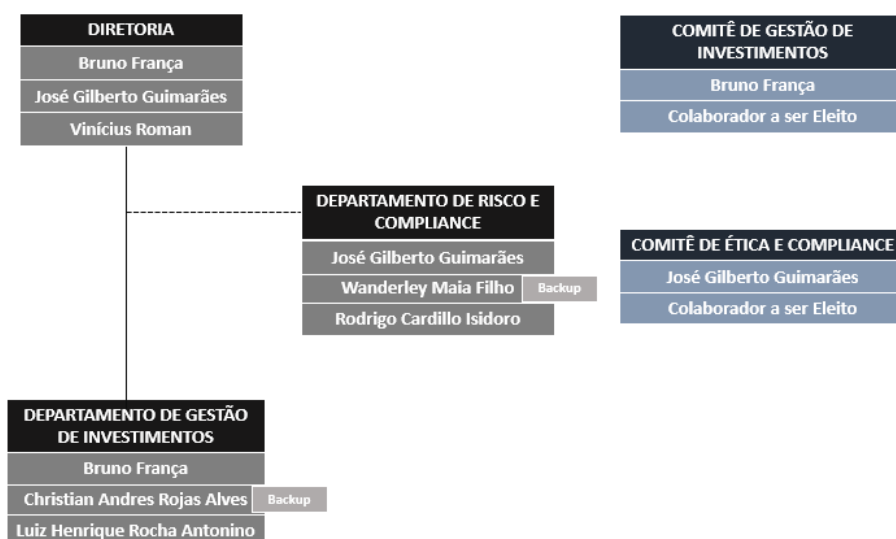 DIRETORIA
Bruno França
José Gilberto Guimarães
Vinícius Roman
COMITÊ DE GESTÃO DE
INVESTIMENTOS
Bruno França
Colaborador a ser Eleito
DEPARTAMENTO DE RISCO E
COMPLIANCE
José Gilberto Guimarães
Wanderley Maia Filho Backup
Rodrigo Cardillo Isidoro
COMITÊ DE ÉTICA E COMPLIANCE
José Gilberto Guimarães
Colaborador a ser Eleito
DEPARTAMENTO DE GESTÃO
DE INVESTIMENTOS
Bruno França
Christian Andres Rojas Alves Backup
Luiz Henrique Rocha Antonino